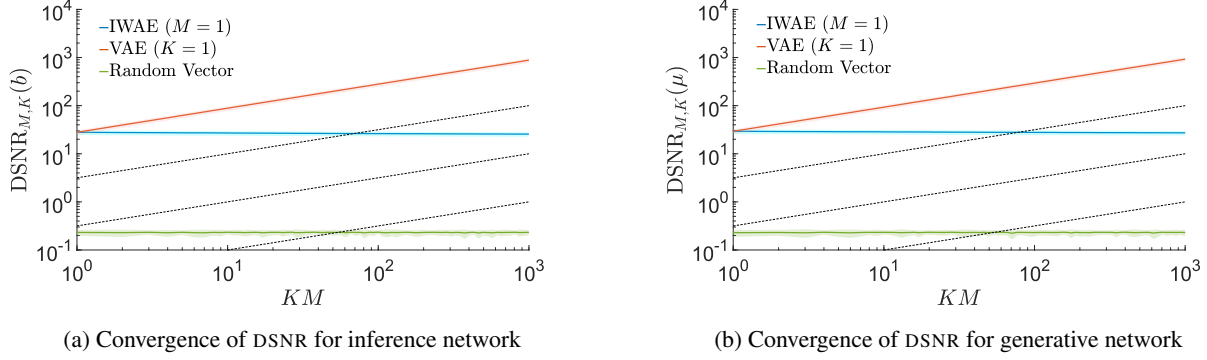 10^4
10^3
10^2
10^1
10^0
10^-1
DSNR_{M,K}(b)
IWAE (M = 1)
VAE (K = 1)
Random Vector
10^0
10^1
10^2
10^3
KM
(a) Convergence of DSNR for inference network
10^4
10^3
10^2
10^1
10^0
10^-1
DSNR_{M,K}(μ)
IWAE (M = 1)
VAE (K = 1)
Random Vector
10^0
10^1
10^2
10^3
KM
(b) Convergence of DSNR for generative network